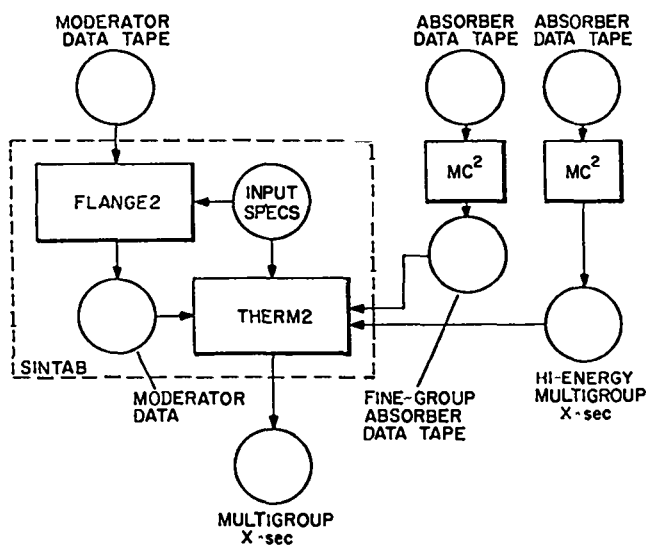 MODERATOR
DATA TAPE
ABSORBER
DATA TAPE
ABSORBER
DATA TAPE
FLANGE2
INPUT
SPECS
MC²
MC²
THERM2
SINTAB
MODERATOR
DATA
FINE-GROUP
ABSORBER
DATA TAPE
HI-ENERGY
MULTIGROUP
X-sec
MULTIGROUP
X-sec